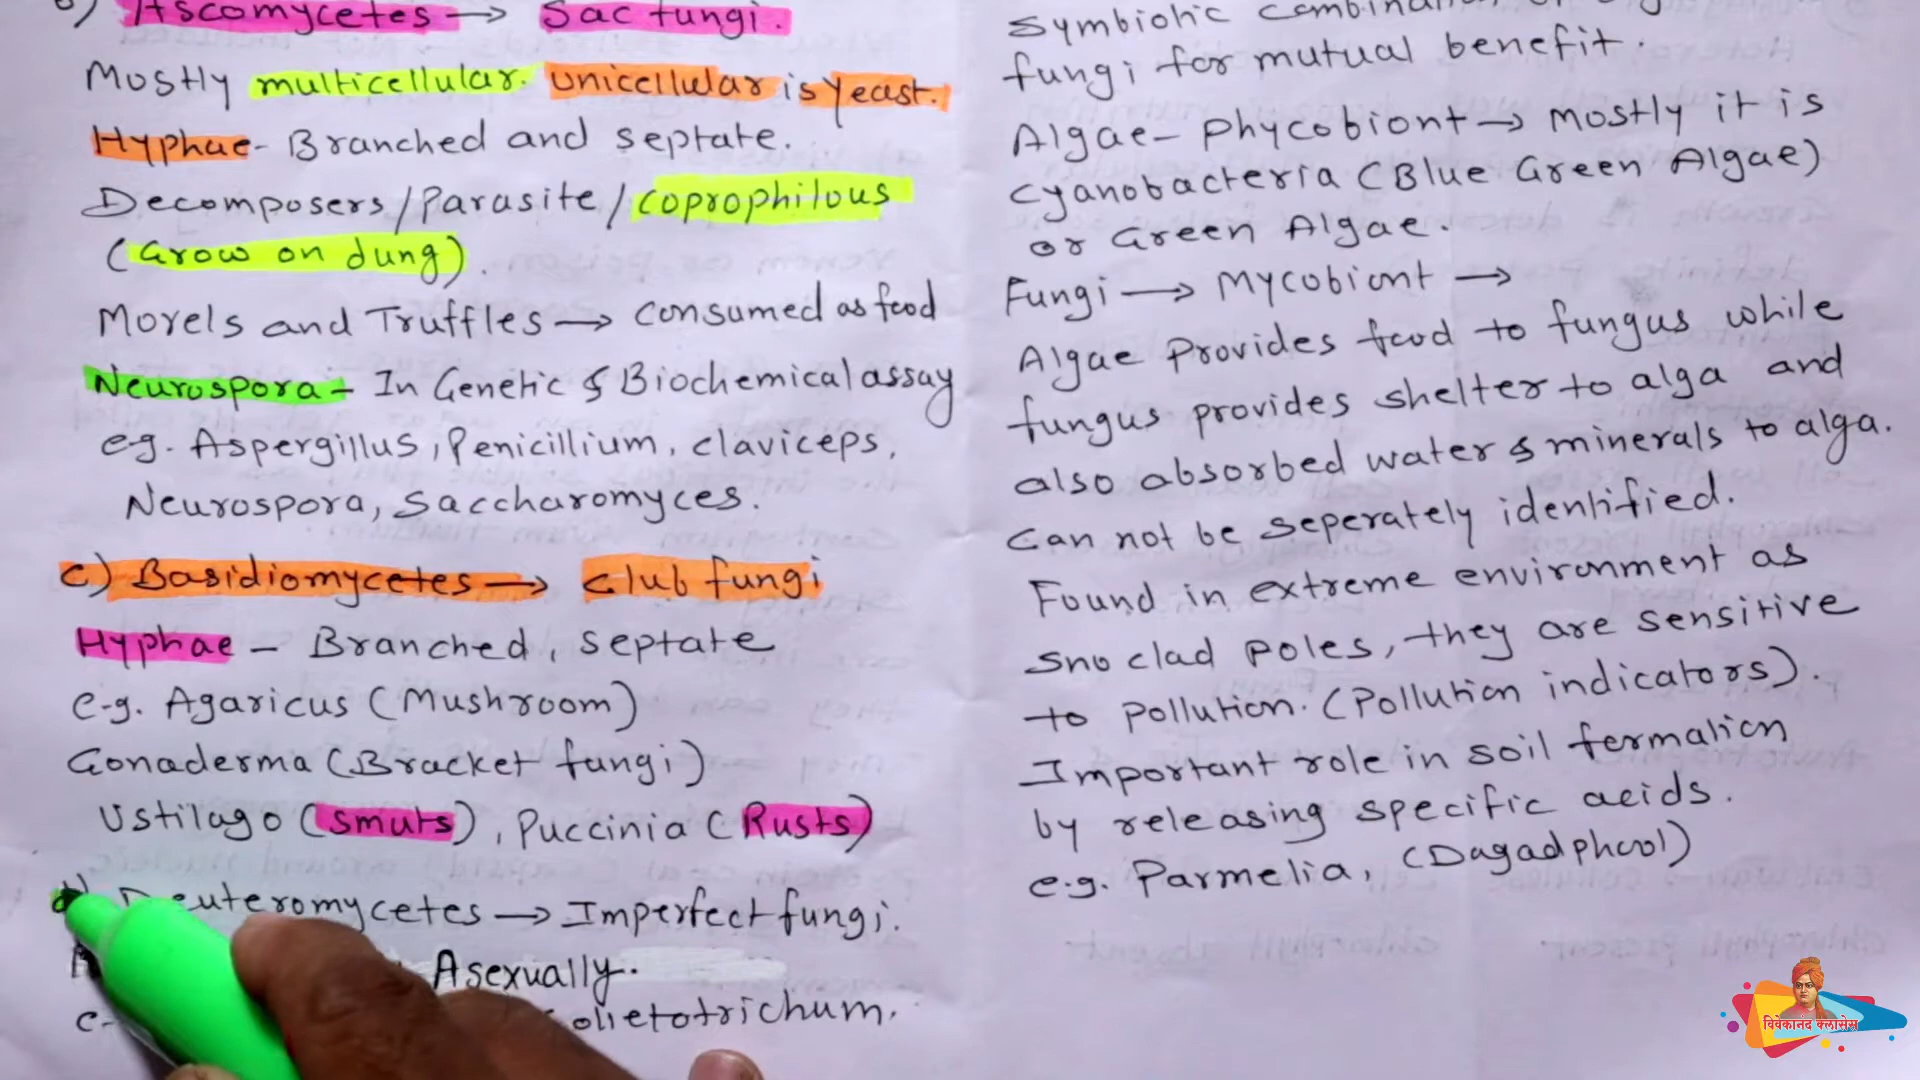 b) Ascomycetes → Sac fungi.
Mostly multicellular. Unicellular is yeast.
Hyphae - Branched and septate.
Decomposers/Parasite/coprophilous
(Grow on dung).
Morels and Truffles → Consumed as food
Neurospora - In Genetic & Biochemical assay
eg. Aspergillus, Penicillium, claviceps,
Neurospora, Saccharomyces.
c) Basidiomycetes → club fungi
Hyphae - Branched, septate
e.g. Agaricus (Mushroom)
Gonaderma (Bracket fungi)
Ustilago (smuts), Puccinia (Rusts)
d) Deuteromycetes → Imperfect fungi.
Asexually.
olletotrichum.
symbiotic
fungi for mutual benefit.
Algae - Phycobiont → Mostly it is
cyanobacteria (Blue Green Algae)
or Green Algae.
Fungi → Mycobiont →
Algae Provides food to fungus while
fungus provides shelter to alga and
also absorbed water & minerals to alga.
can not be seperately identified.
Found in extreme environment as
sno clad poles, they are sensitive
to pollution. (Pollution indicators).
Important role in soil formation
by releasing specific acids.
e.g. Parmelia, (Dagadphool)
विवेकानंद क्लासेस